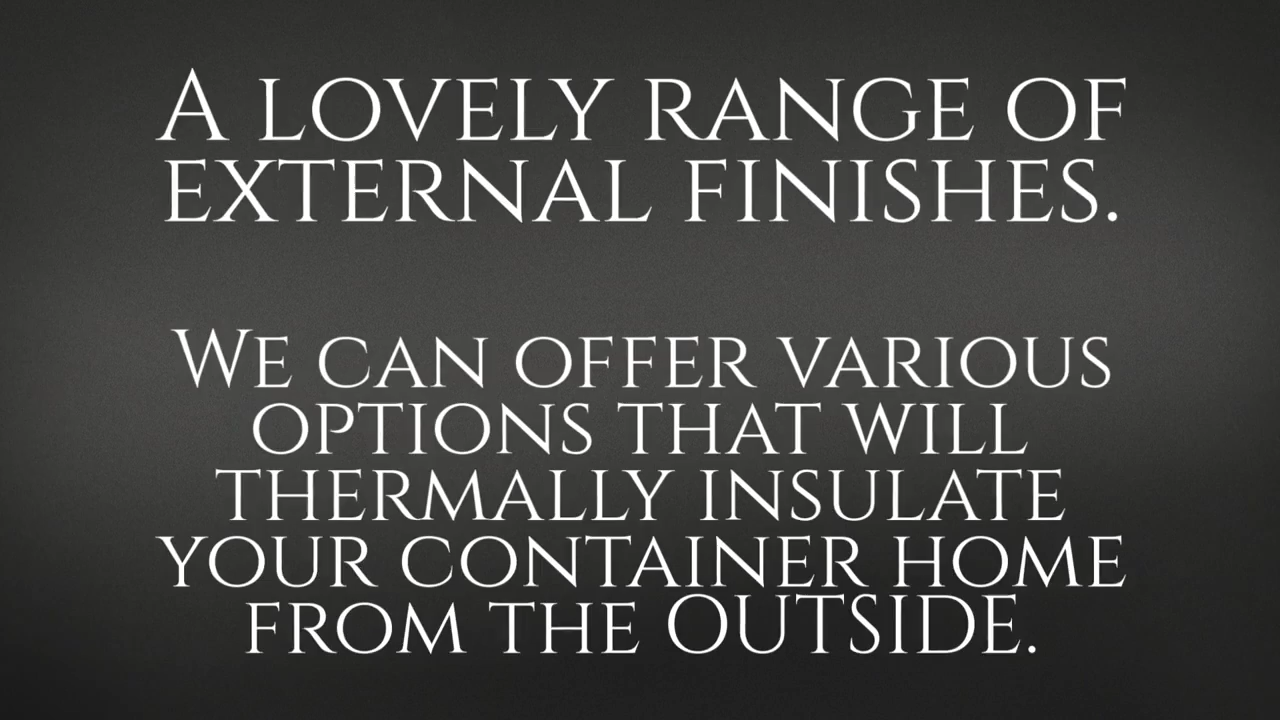 A LOVELY RANGE OF
EXTERNAL FINISHES.
WE CAN OFFER VARIOUS
OPTIONS THAT WILL
THERMALLY INSULATE
YOUR CONTAINER HOME
FROM THE OUTSIDE.